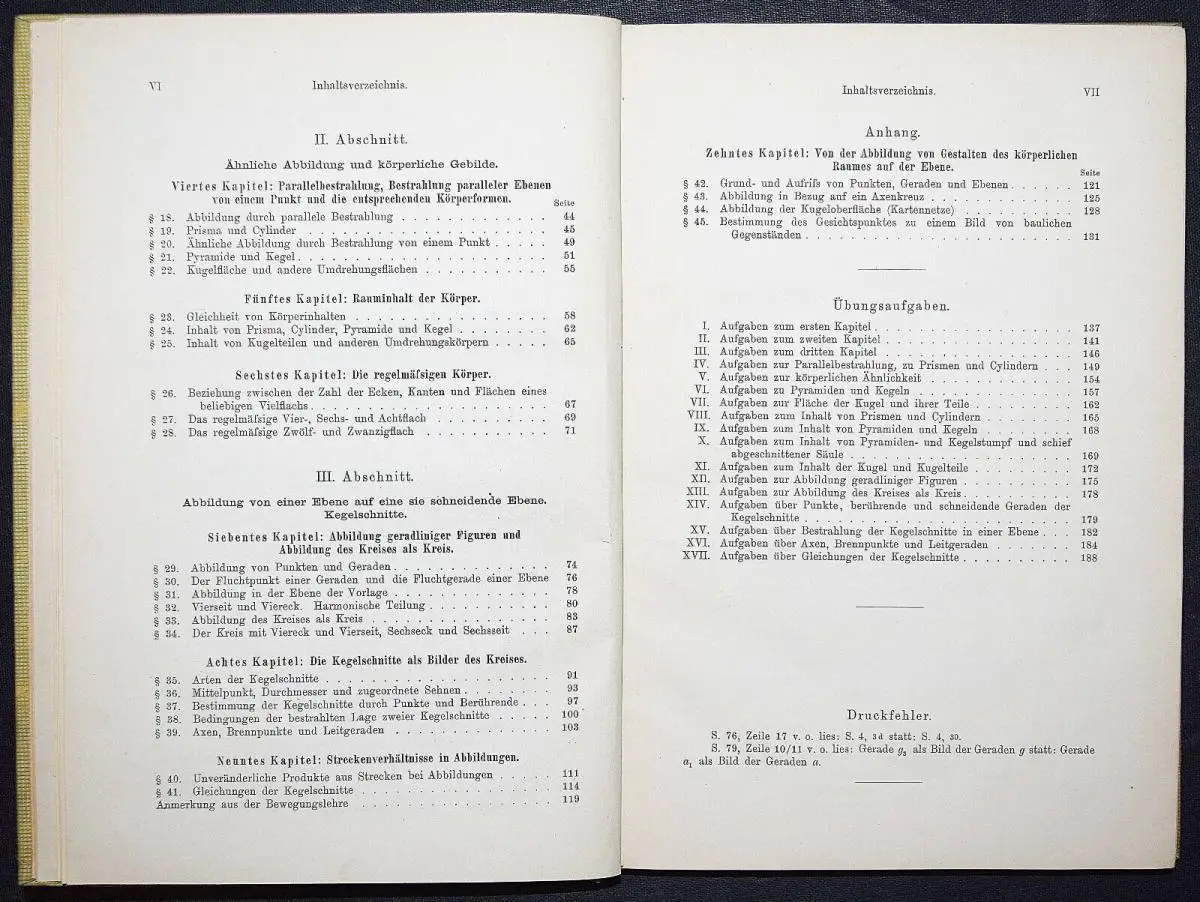 VI
Inhaltsverzeichnis.
II. Abschnitt.
Ähnliche Abbildung und körperliche Gebilde.
Viertes Kapitel: Parallelbestrahlung, Bestrahlung paralleler Ebenen
von einem Punkt und die entsprechenden Körperformen.
Seite
§ 18. Abbildung durch parallele Bestrahlung . . . . . . . . . . . . 44
§ 19. Prisma und Cylinder . . . . . . . . . . . . . . . . . . . 45
§ 20. Ähnliche Abbildung durch Bestrahlung von einem Punkt . . . . . 49
§ 21. Pyramide und Kegel . . . . . . . . . . . . . . . . . . . . 51
§ 22. Kugelfläche und andere Umdrehungsflächen . . . . . . . . . . 55
Fünftes Kapitel: Rauminhalt der Körper.
§ 23. Gleichheit von Körperinhalten . . . . . . . . . . . . . . . . 58
§ 24. Inhalt von Prisma, Cylinder, Pyramide und Kegel . . . . . . . . 62
§ 25. Inhalt von Kugelteilen und anderen Umdrehungskörpern . . . . . 65
Sechstes Kapitel: Die regelmäfsigen Körper.
§ 26. Beziehung zwischen der Zahl der Ecken, Kanten und Flächen eines
beliebigen Vielflachs . . . . . . . . . . . . . . . . . . . 67
§ 27. Das regelmäfsige Vier-, Sechs- und Achtflach . . . . . . . . . . 69
§ 28. Das regelmäfsige Zwölf- und Zwanzigflach . . . . . . . . . . 71
III. Abschnitt.
Abbildung von einer Ebene auf eine sie schneidende Ebene.
Kegelschnitte.
Siebentes Kapitel: Abbildung geradliniger Figuren und
Abbildung des Kreises als Kreis.
§ 29. Abbildung von Punkten und Geraden . . . . . . . . . . . . . 74
§ 30. Der Fluchtpunkt einer Geraden und die Fluchtgerade einer Ebene 76
§ 31. Abbildung in der Ebene der Vorlage . . . . . . . . . . . . . 78
§ 32. Vierseit und Viereck. Harmonische Teilung . . . . . . . . . . 80
§ 33. Abbildung des Kreises als Kreis . . . . . . . . . . . . . . . 83
§ 34. Der Kreis mit Viereck und Vierseit, Sechseck und Sechsseit . . . 87
Achtes Kapitel: Die Kegelschnitte als Bilder des Kreises.
§ 35. Arten der Kegelschnitte . . . . . . . . . . . . . . . . . . . 91
§ 36. Mittelpunkt, Durchmesser und zugeordnete Sehnen . . . . . . . . 93
§ 37. Bestimmung der Kegelschnitte durch Punkte und Berührende . . . 97
§ 38. Bedingungen der bestrahlten Lage zweier Kegelschnitte . . . . . 100
§ 39. Axen, Brennpunkte und Leitgeraden . . . . . . . . . . . . . 103
Neuntes Kapitel: Streckenverhältnisse in Abbildungen.
§ 40. Unveränderliche Produkte aus Strecken bei Abbildungen . . . . . 111
§ 41. Gleichungen der Kegelschnitte . . . . . . . . . . . . . . . . 114
Anmerkung aus der Bewegungslehre . . . . . . . . . . . . . . . . 119
Inhaltsverzeichnis.
VII
Anhang.
Zehntes Kapitel: Von der Abbildung von Gestalten des körperlichen
Raumes auf der Ebene.
Seite
§ 42. Grund- und Aufrifs von Punkten, Geraden und Ebenen . . . . . . 121
§ 43. Abbildung in Bezug auf ein Axenkreuz . . . . . . . . . . . . 125
§ 44. Abbildung der Kugeloberfläche (Kartennetze) . . . . . . . . . 128
§ 45. Bestimmung des Gesichtspunktes zu einem Bild von baulichen
Gegenständen . . . . . . . . . . . . . . . . . . . . . . 131
Übungsaufgaben.
I. Aufgaben zum ersten Kapitel . . . . . . . . . . . . . . . . . 137
II. Aufgaben zum zweiten Kapitel . . . . . . . . . . . . . . . . 141
III. Aufgaben zum dritten Kapitel . . . . . . . . . . . . . . . . 146
IV. Aufgaben zur Parallelbestrahlung, zu Prismen und Cylindern . . . 149
V. Aufgaben zur körperlichen Ähnlichkeit . . . . . . . . . . . . 154
VI. Aufgaben zu Pyramiden und Kegeln . . . . . . . . . . . . . 157
VII. Aufgaben zur Fläche der Kugel und ihrer Teile . . . . . . . . . 162
VIII. Aufgaben zum Inhalt von Prismen und Cylindern . . . . . . . . 165
IX. Aufgaben zum Inhalt von Pyramiden und Kegeln . . . . . . . . 168
X. Aufgaben zum Inhalt von Pyramiden- und Kegelstumpf und schief
abgeschnittener Säule . . . . . . . . . . . . . . . . . . . 169
XI. Aufgaben zum Inhalt der Kugel und Kugelteile . . . . . . . . . 172
XII. Aufgaben zur Abbildung geradliniger Figuren . . . . . . . . . . 175
XIII. Aufgaben zur Abbildung des Kreises als Kreis . . . . . . . . . . 178
XIV. Aufgaben über Punkte, berührende und schneidende Geraden der
Kegelschnitte . . . . . . . . . . . . . . . . . . . . . . 179
XV. Aufgaben über Bestrahlung der Kegelschnitte in einer Ebene . . . 182
XVI. Aufgaben über Axen, Brennpunkte und Leitgeraden . . . . . . . 184
XVII. Aufgaben über Gleichungen der Kegelschnitte . . . . . . . . . . 188
Druckfehler.
S. 76, Zeile 17 v. o. lies: S. 4, 3d statt: S. 4, 30.
S. 79, Zeile 10/11 v. o. lies: Gerade g₂ als Bild der Geraden g statt: Gerade
a₁ als Bild der Geraden a.